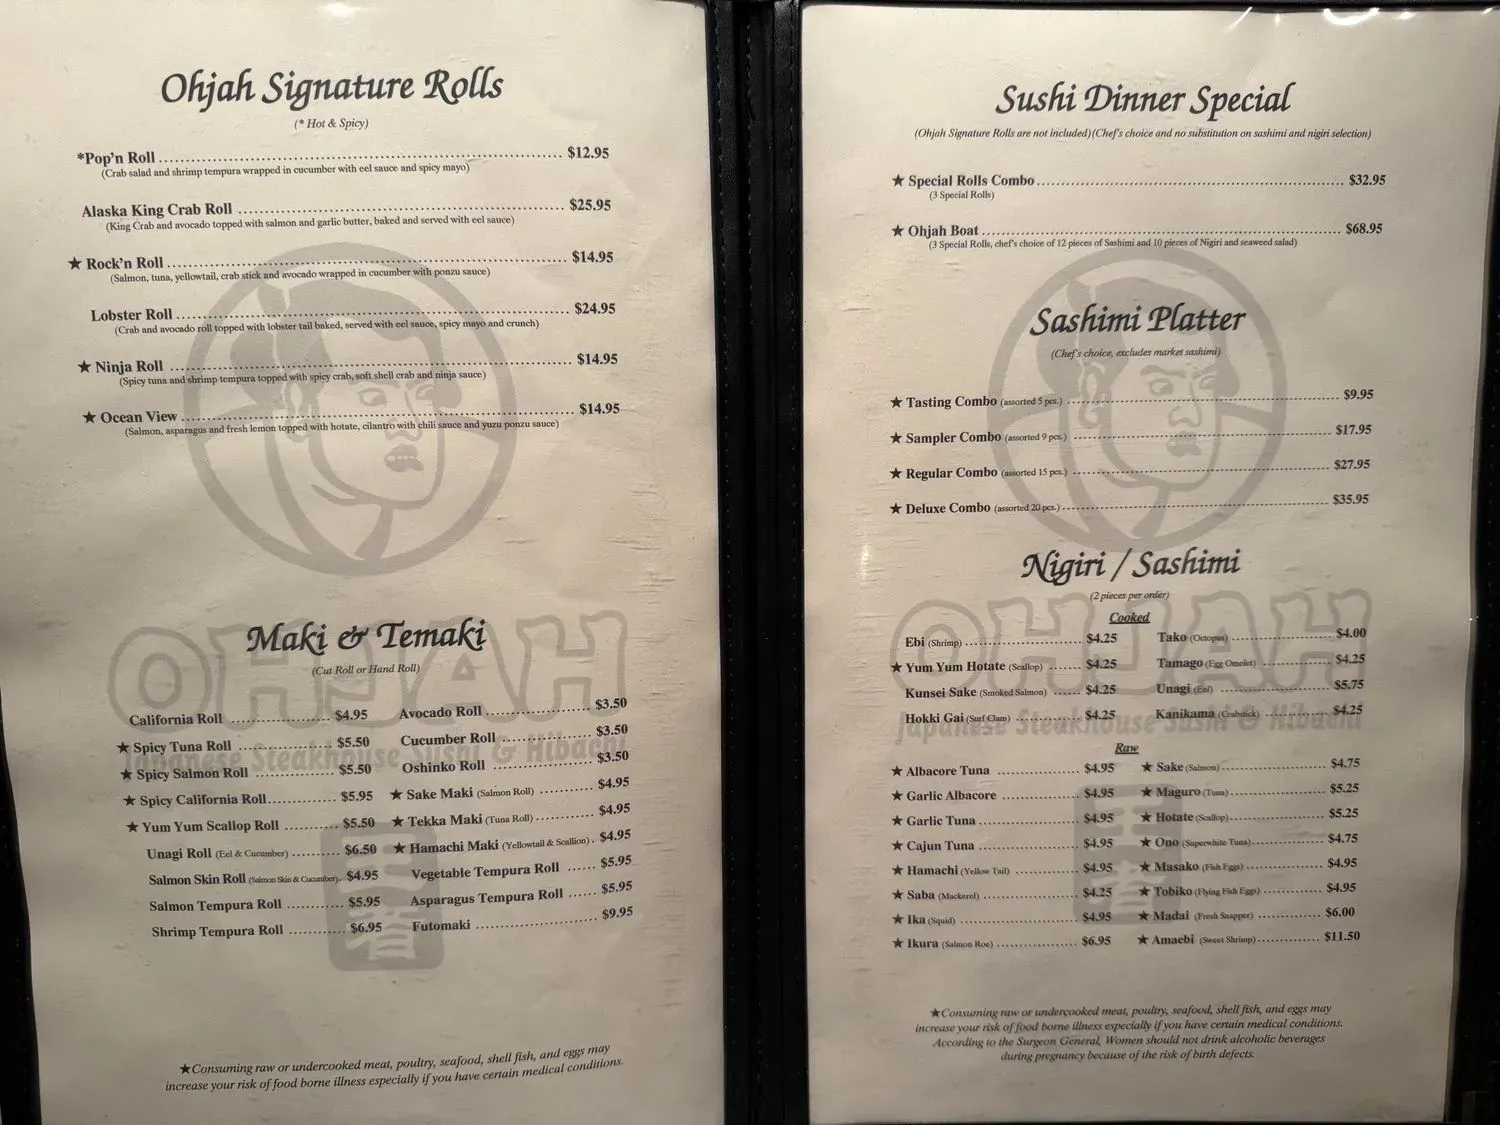 Ohjah Signature Rolls
(* Hot & Spicy)
*Pop'n Roll ........ $12.95
(Crab salad and shrimp tempura wrapped in cucumber with eel sauce and spicy mayo)
Alaska King Crab Roll ........ $25.95
(King Crab and avocado topped with salmon and garlic butter, baked and served with eel sauce)
★ Rock'n Roll ........ $14.95
(Salmon, tuna, yellowtail, crab stick and avocado wrapped in cucumber with ponzu sauce)
Lobster Roll ........ $24.95
(Crab and avocado roll topped with lobster tail baked, served with eel sauce, spicy mayo and crunch)
★ Ninja Roll ........ $14.95
(Spicy tuna and shrimp tempura topped with spicy crab, soft shell crab and ninja sauce)
★ Ocean View ........ $14.95
(Salmon, asparagus and fresh lemon topped with hotate, cilantro with chili sauce and yuzu ponzu sauce)
OHJAH
Japanese Steakhouse Sushi & Hibachi
Maki & Temaki
(Cut Roll or Hand Roll)
California Roll ........ $4.95
★ Spicy Tuna Roll ........ $5.50
★ Spicy Salmon Roll ........ $5.50
★ Spicy California Roll ........ $5.95
★ Yum Yum Scallop Roll ........ $5.50
Unagi Roll (Eel & Cucumber) ........ $6.50
Salmon Skin Roll (Salmon Skin & Cucumber). $4.95
Salmon Tempura Roll ........ $5.95
Shrimp Tempura Roll ........ $6.95
Avocado Roll ........ $3.50
Cucumber Roll ........ $3.50
Oshinko Roll ........ $3.50
★ Sake Maki (Salmon Roll) ........ $4.95
★ Tekka Maki (Tuna Roll) ........ $4.95
★ Hamachi Maki (Yellowtail & Scallion) . $4.95
Vegetable Tempura Roll ...... $5.95
Asparagus Tempura Roll ...... $5.95
Futomaki ........ $9.95
★Consuming raw or undercooked meat, poultry, seafood, shell fish, and eggs may
increase your risk of food borne illness especially if you have certain medical conditions.
Sushi Dinner Special
(Ohjah Signature Rolls are not included)(Chef's choice and no substitution on sashimi and nigiri selection)
★ Special Rolls Combo ........ $32.95
(3 Special Rolls)
★ Ohjah Boat ........ $68.95
(3 Special Rolls, chef's choice of 12 pieces of Sashimi and 10 pieces of Nigiri and seaweed salad)
Sashimi Platter
(Chef's choice, excludes market sashimi)
★ Tasting Combo (assorted 5 pcs.) ........ $9.95
★ Sampler Combo (assorted 9 pcs.) ........ $17.95
★ Regular Combo (assorted 15 pcs.) ........ $27.95
★ Deluxe Combo (assorted 20 pcs.) ........ $35.95
OHJAH
Japanese Steakhouse Sushi & Hibachi
Nigiri / Sashimi
(2 pieces per order)
Cooked
Ebi (Shrimp) ........ $4.25
★ Yum Yum Hotate (Scallop) ....... $4.25
Kunsei Sake (Smoked Salmon) ...... $4.25
Hokki Gai (Surf Clam) ........ $4.25
Tako (Octopus) ........ $4.00
Tamago (Egg Omelet) ........ $4.25
Unagi (Eel) ........ $5.75
Kanikama (Crabstick) ........ $4.25
Raw
★ Albacore Tuna ........ $4.95
★ Garlic Albacore ........ $4.95
★ Garlic Tuna ........ $4.95
★ Cajun Tuna ........ $4.95
★ Hamachi (Yellow Tail) ........ $4.95
★ Saba (Mackerel) ........ $4.25
★ Ika (Squid) ........ $4.95
★ Ikura (Salmon Roe) ........ $6.95
★ Sake (Salmon) ........ $4.75
★ Maguro (Tuna) ........ $5.25
★ Hotate (Scallop) ........ $5.25
★ Ono (Superwhite Tuna) ........ $4.75
★ Masako (Fish Eggs) ........ $4.95
★ Tobiko (Flying Fish Eggs) ........ $4.95
★ Madai (Fresh Snapper) ........ $6.00
★ Amaebi (Sweet Shrimp) ........ $11.50
★Consuming raw or undercooked meat, poultry, seafood, shell fish, and eggs may
increase your risk of food borne illness especially if you have certain medical conditions.
According to the Surgeon General, Women should not drink alcoholic beverages
during pregnancy because of the risk of birth defects.